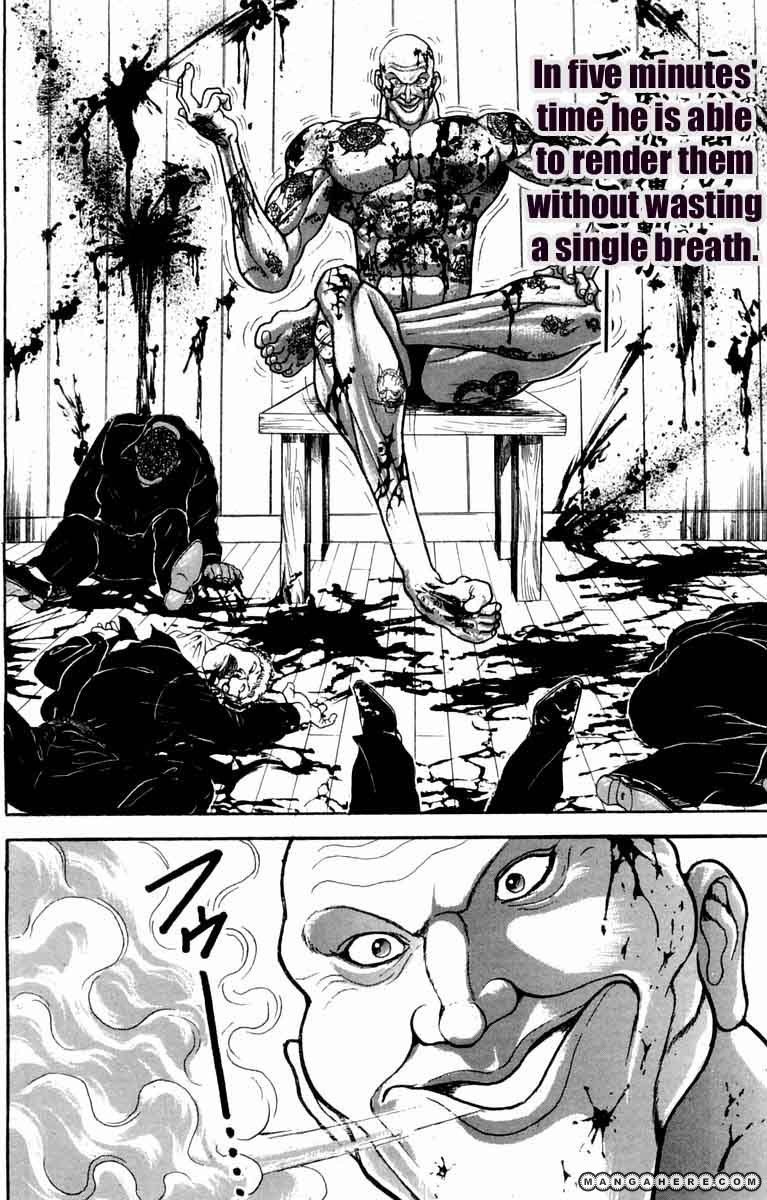 In five minutes'
time he is able
to render them
without wasting
a single breath.
フゥー…
MANGAHERE.COM